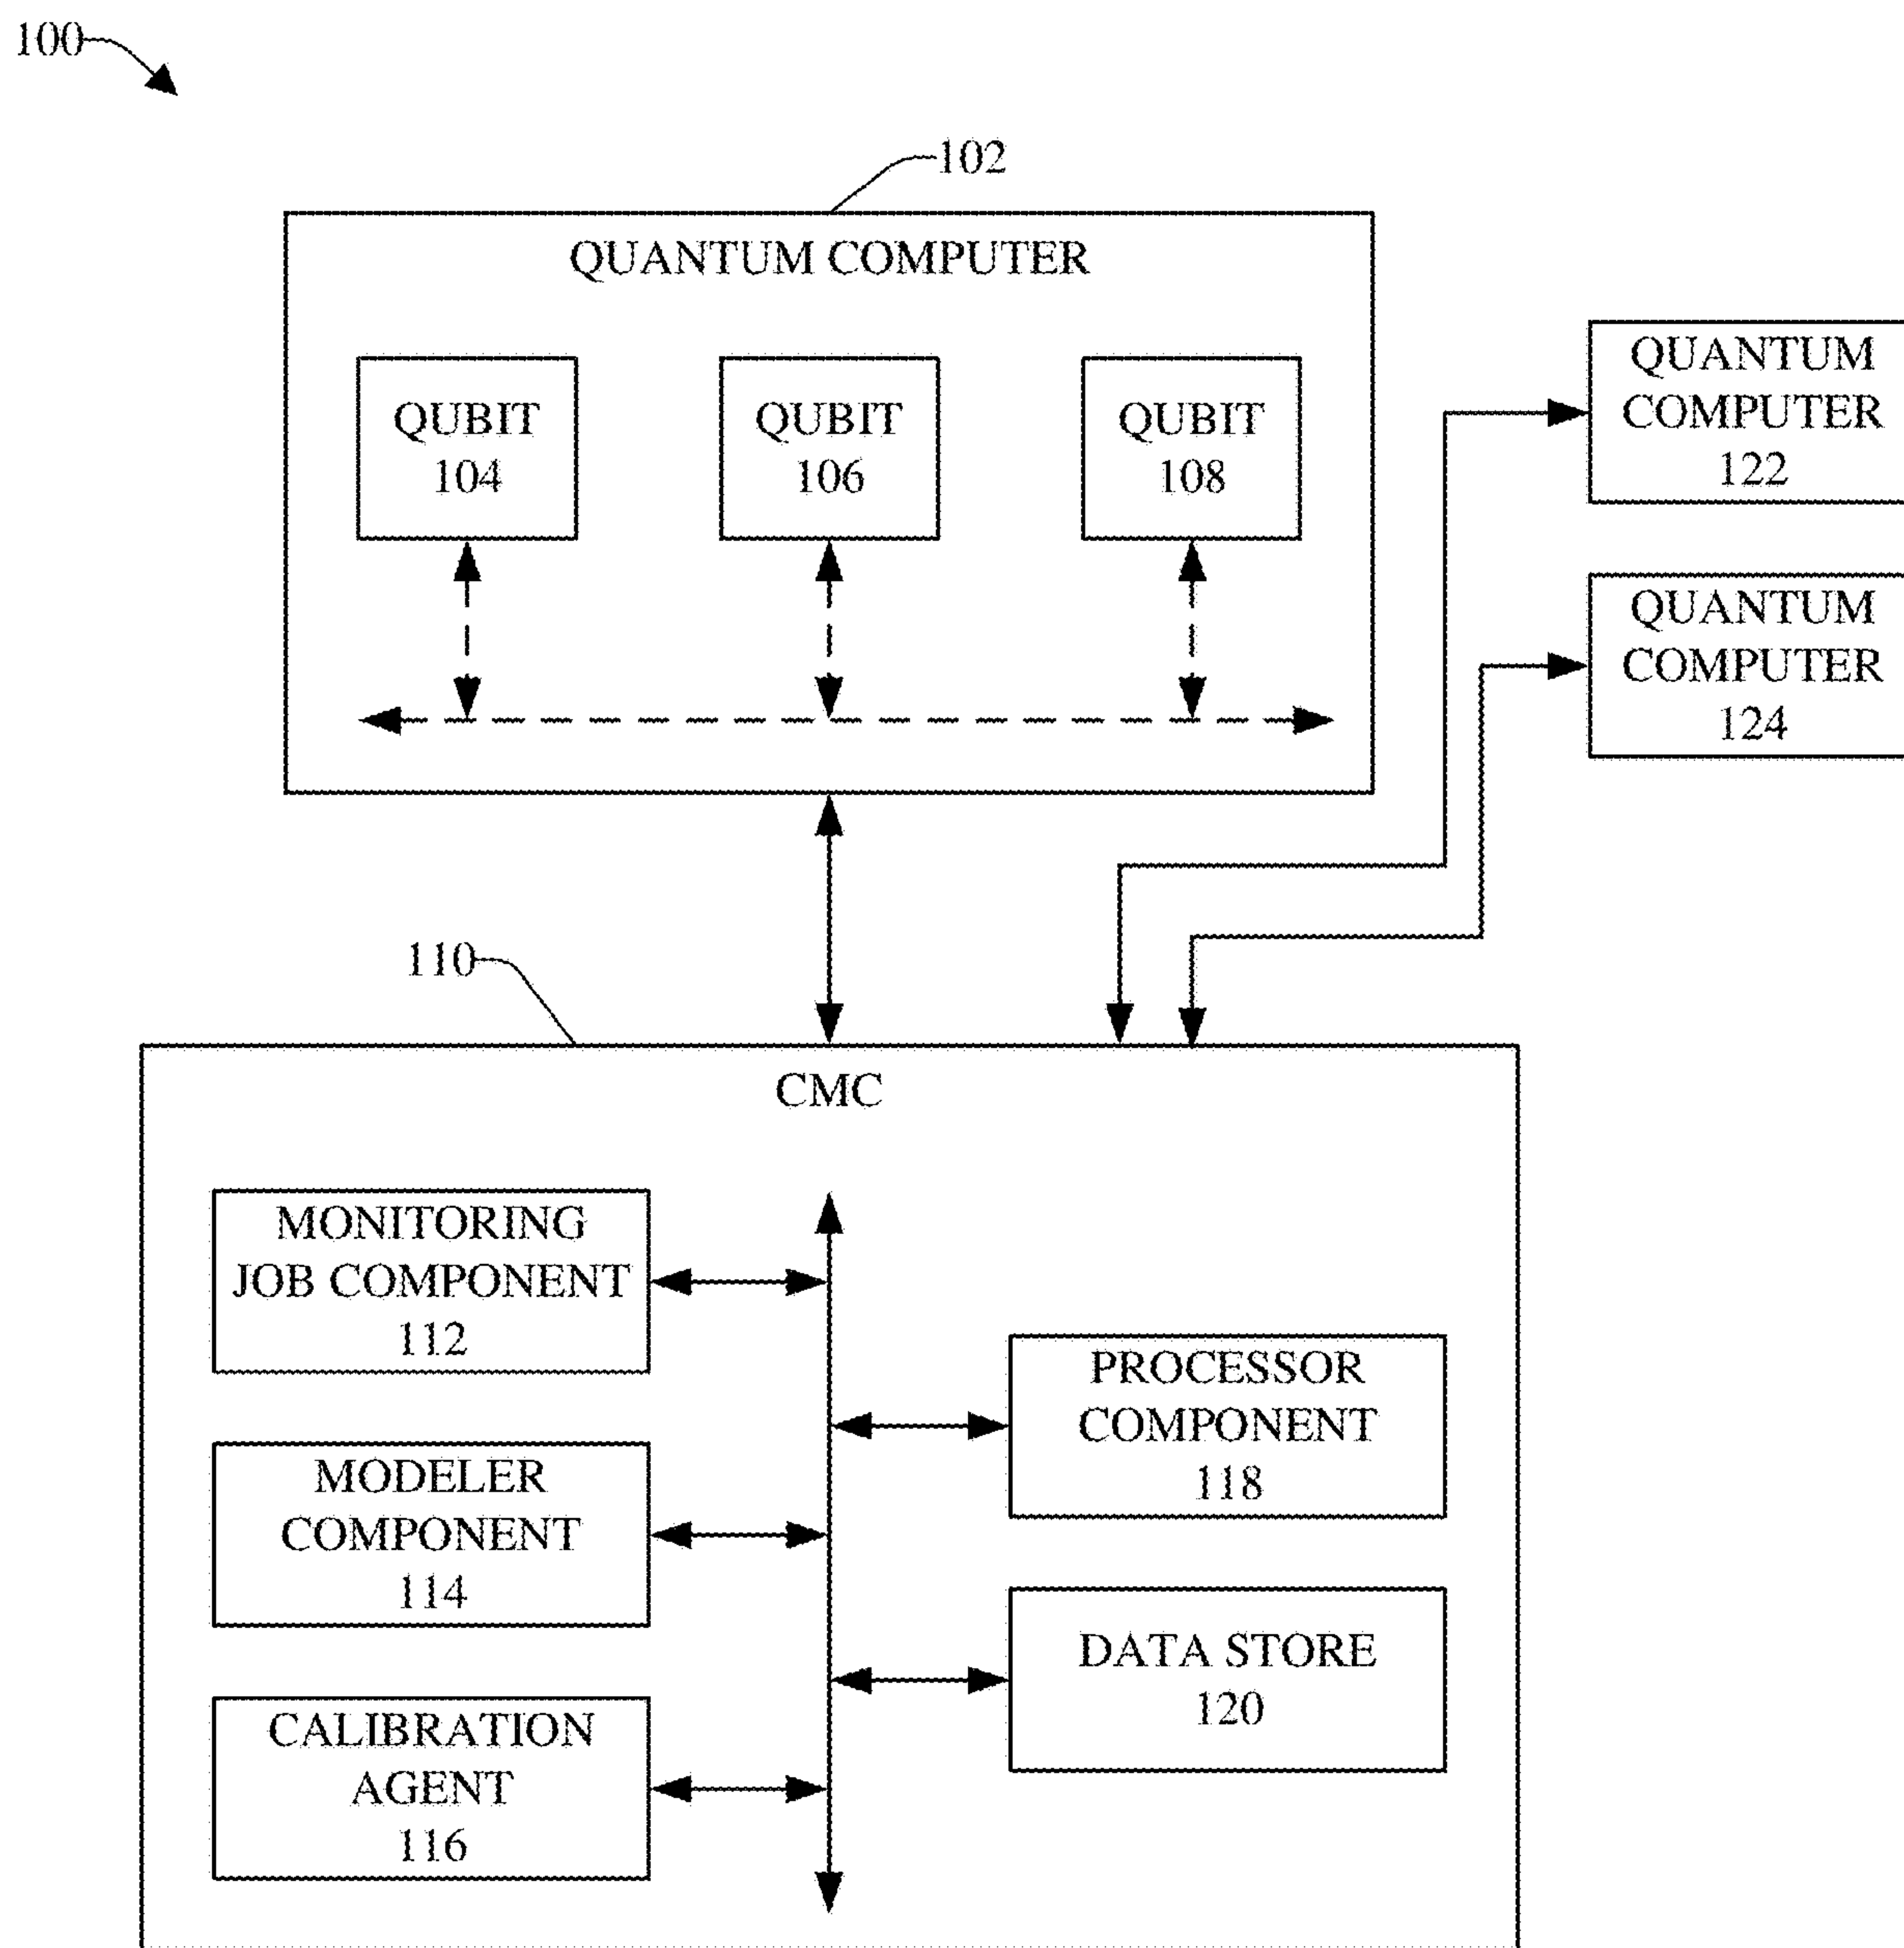 100
102
QUANTUM COMPUTER
QUBIT
104
QUBIT
106
QUBIT
108
QUANTUM
COMPUTER
122
QUANTUM
COMPUTER
124
110
CMC
MONITORING
JOB COMPONENT
112
MODELER
COMPONENT
114
CALIBRATION
AGENT
116
PROCESSOR
COMPONENT
118
DATA STORE
120